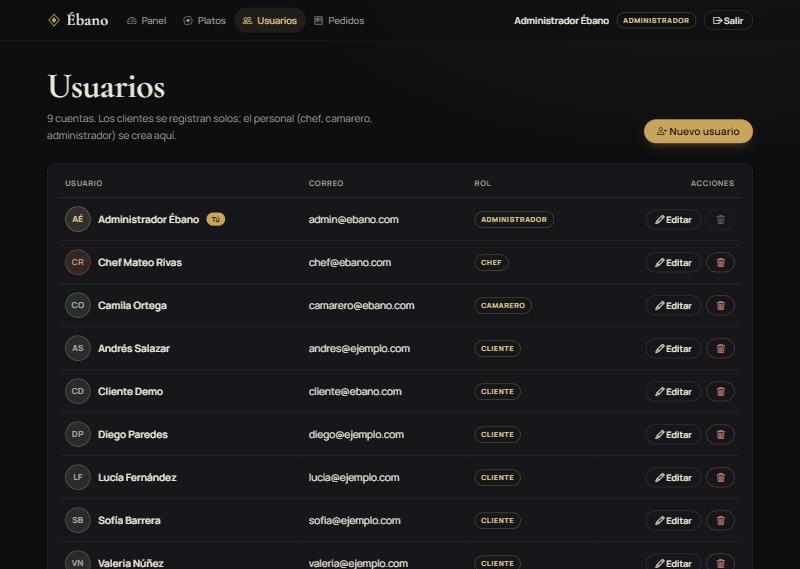 Ébano Panel Platos Usuarios Pedidos Administrador Ébano ADMINISTRADOR Salir
Usuarios
9 cuentas. Los clientes se registran solos; el personal (chef, camarero,
administrador) se crea aquí.
Nuevo usuario
USUARIO CORREO ROL ACCIONES
AÉ Administrador Ébano Tú admin@ebano.com ADMINISTRADOR Editar
CR Chef Mateo Rivas chef@ebano.com CHEF Editar
CO Camila Ortega camarero@ebano.com CAMARERO Editar
AS Andrés Salazar andres@ejemplo.com CLIENTE Editar
CD Cliente Demo cliente@ebano.com CLIENTE Editar
DP Diego Paredes diego@ejemplo.com CLIENTE Editar
LF Lucía Fernández lucia@ejemplo.com CLIENTE Editar
SB Sofía Barrera sofia@ejemplo.com CLIENTE Editar
VN Valeria Núñez valeria@ejemplo.com CLIENTE Editar